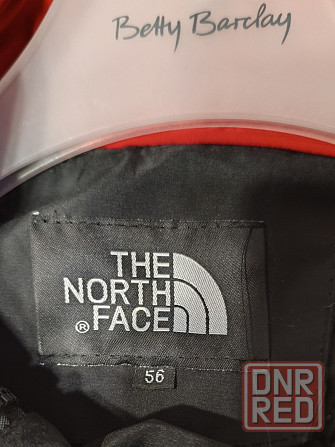 Betty Barclay
THE
NORTH
® FACE
56
DNR
RED